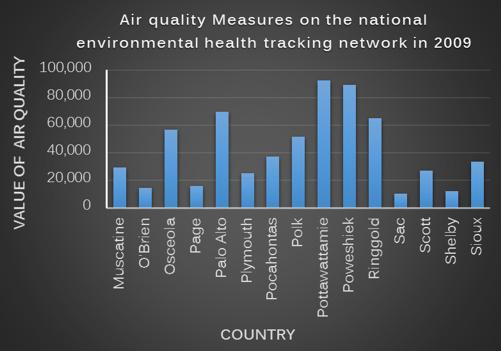 Air quality Measures on the national
environmental health tracking network in 2009
VALUE OF AIR QUALITY
100,000
80,000
60,000
40,000
20,000
0
Muscatine
O'Brien
Osceola
Page
Palo Alto
Plymouth
Pocahontas
Polk
Pottawattamie
Poweshiek
Ringgold
Sac
Scott
Shelby
Sioux
COUNTRY